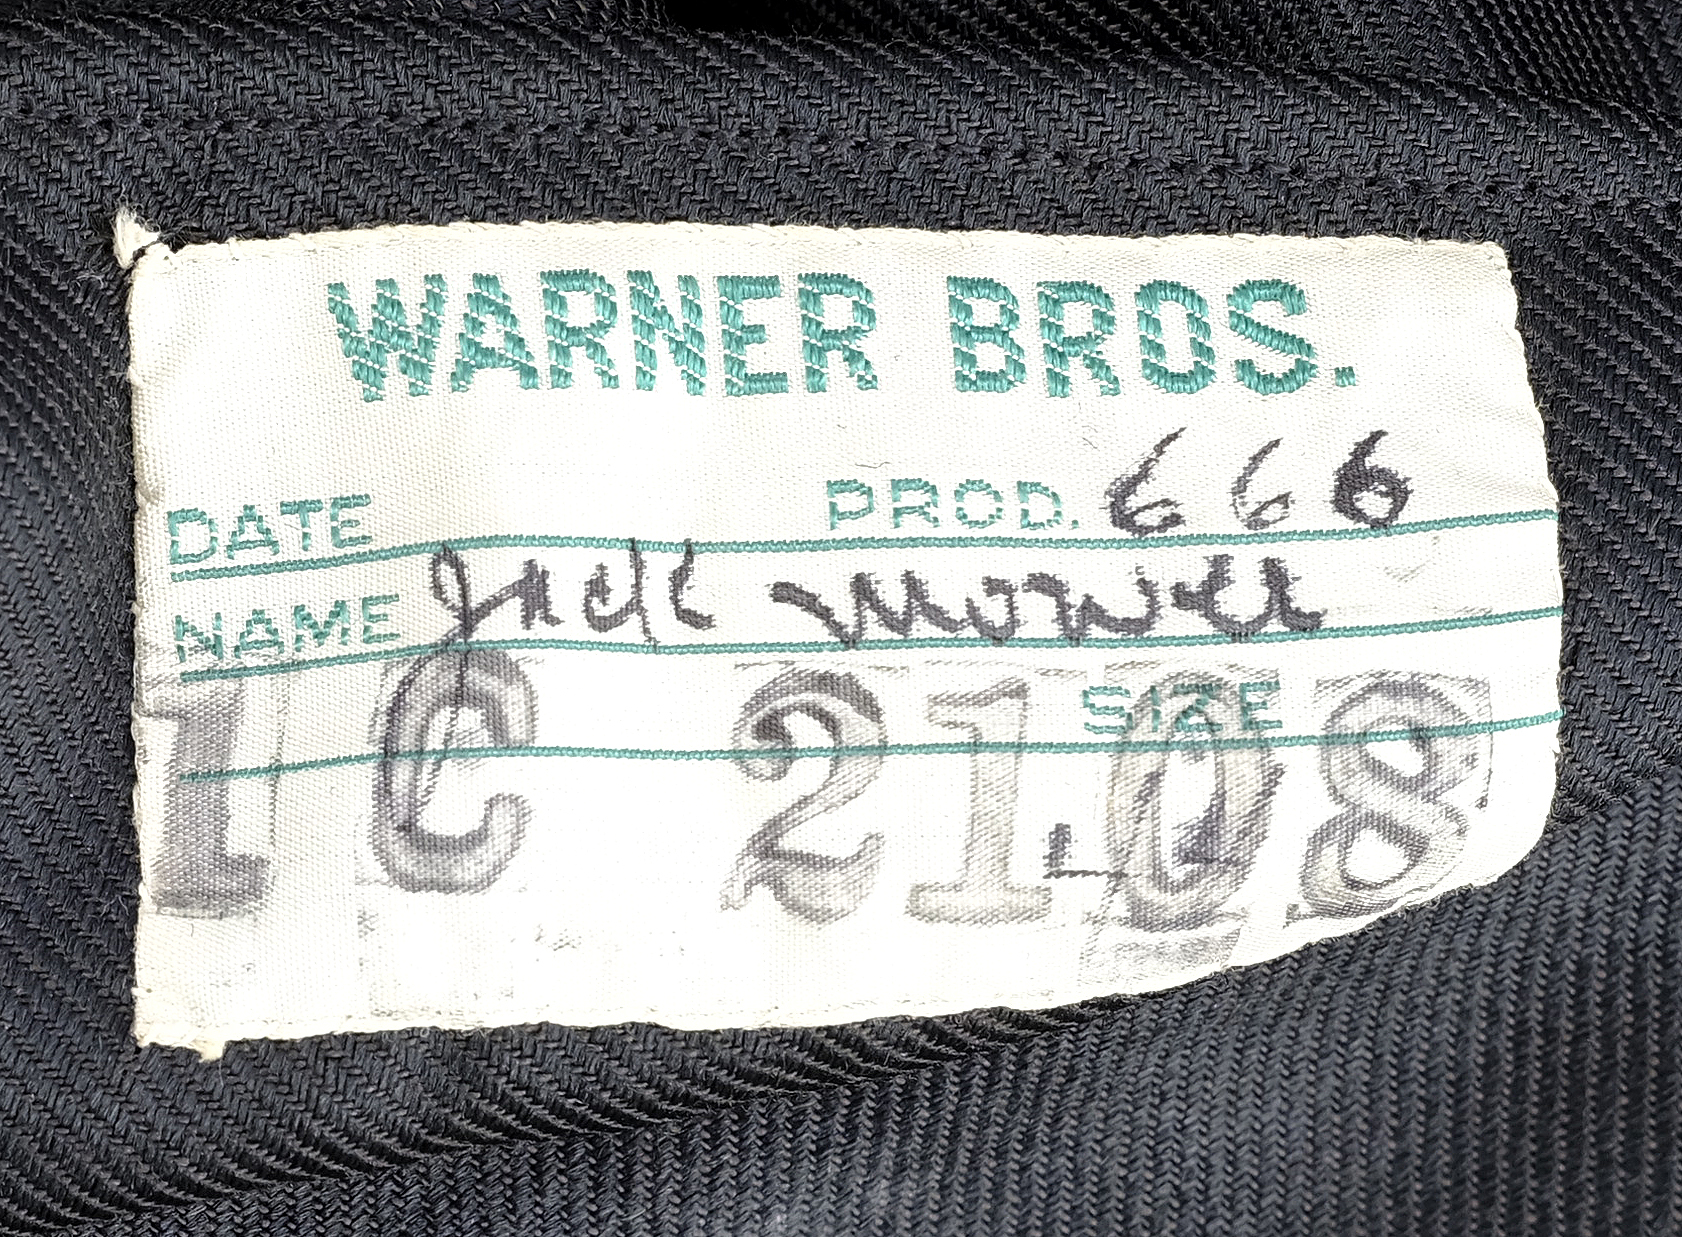 WARNER BROS.
DATE PROD. 666
NAME Jack Mower
SIZE
1C 2108